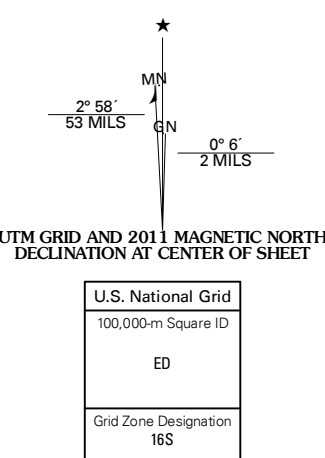 ★
MN
2° 58´
53 MILS
GN
0° 6´
2 MILS
UTM GRID AND 2011 MAGNETIC NORTH
DECLINATION AT CENTER OF SHEET
U.S. National Grid
100,000-m Square ID
ED
Grid Zone Designation
16S